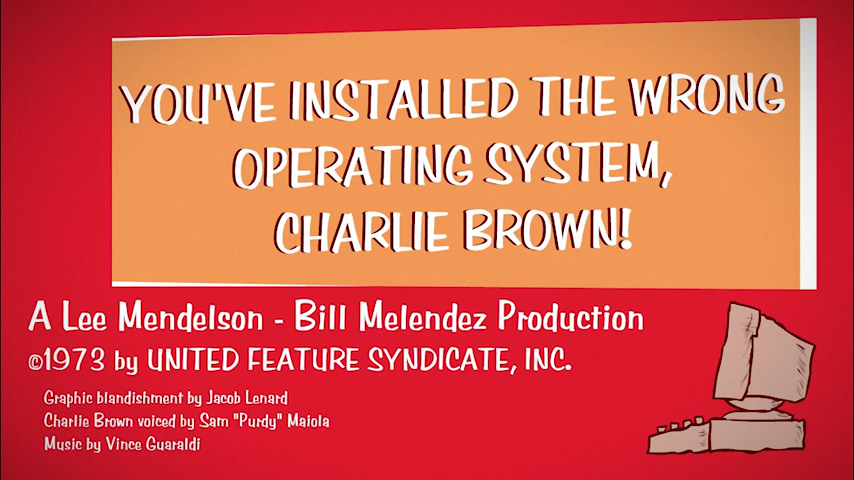 YOU'VE INSTALLED THE WRONG
OPERATING SYSTEM,
CHARLIE BROWN!
A Lee Mendelson - Bill Melendez Production
©1973 by UNITED FEATURE SYNDICATE, INC.
Graphic blandishment by Jacob Lenard
Charlie Brown voiced by Sam "Purdy" Maiola
Music by Vince Guaraldi